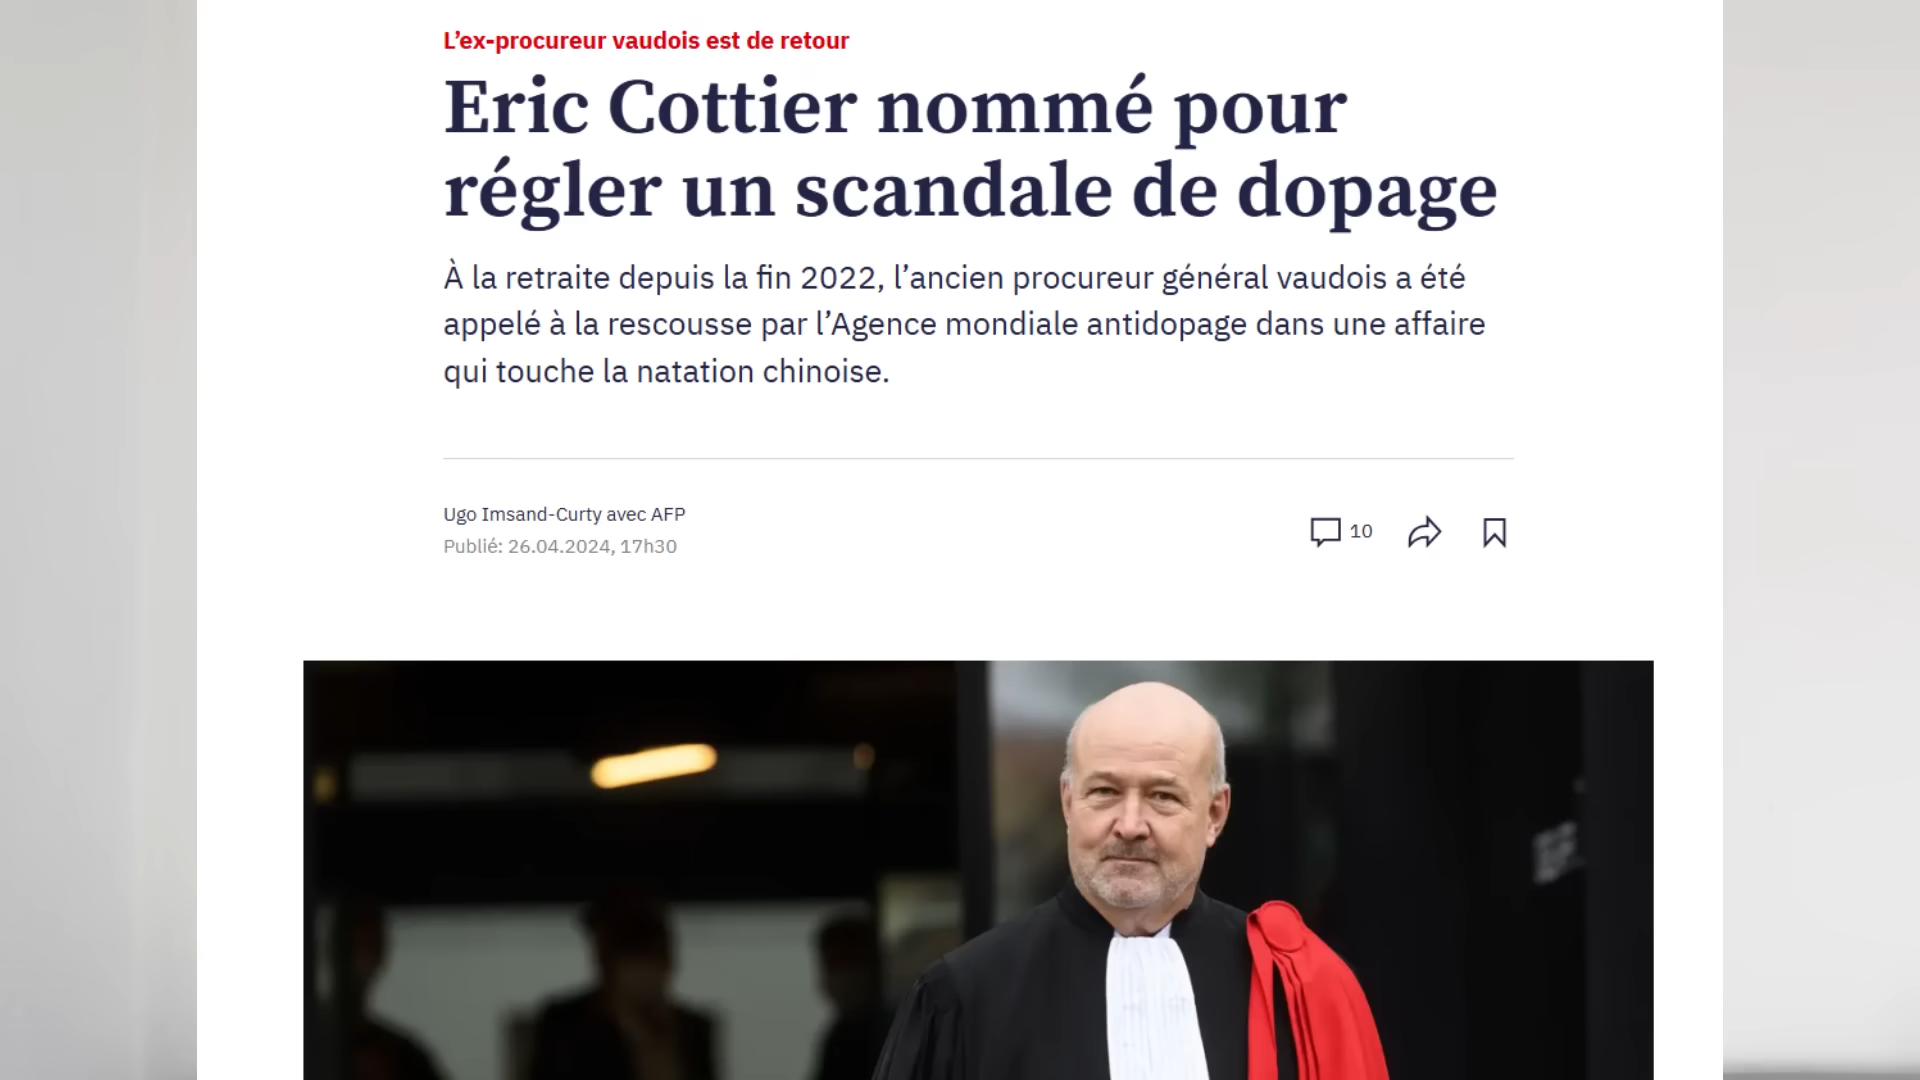 L’ex-procureur vaudois est de retour
Eric Cottier nommé pour
régler un scandale de dopage
À la retraite depuis la fin 2022, l’ancien procureur général vaudois a été
appelé à la rescousse par l’Agence mondiale antidopage dans une affaire
qui touche la natation chinoise.
Ugo Imsand-Curty avec AFP
10
Publié: 26.04.2024, 17h30